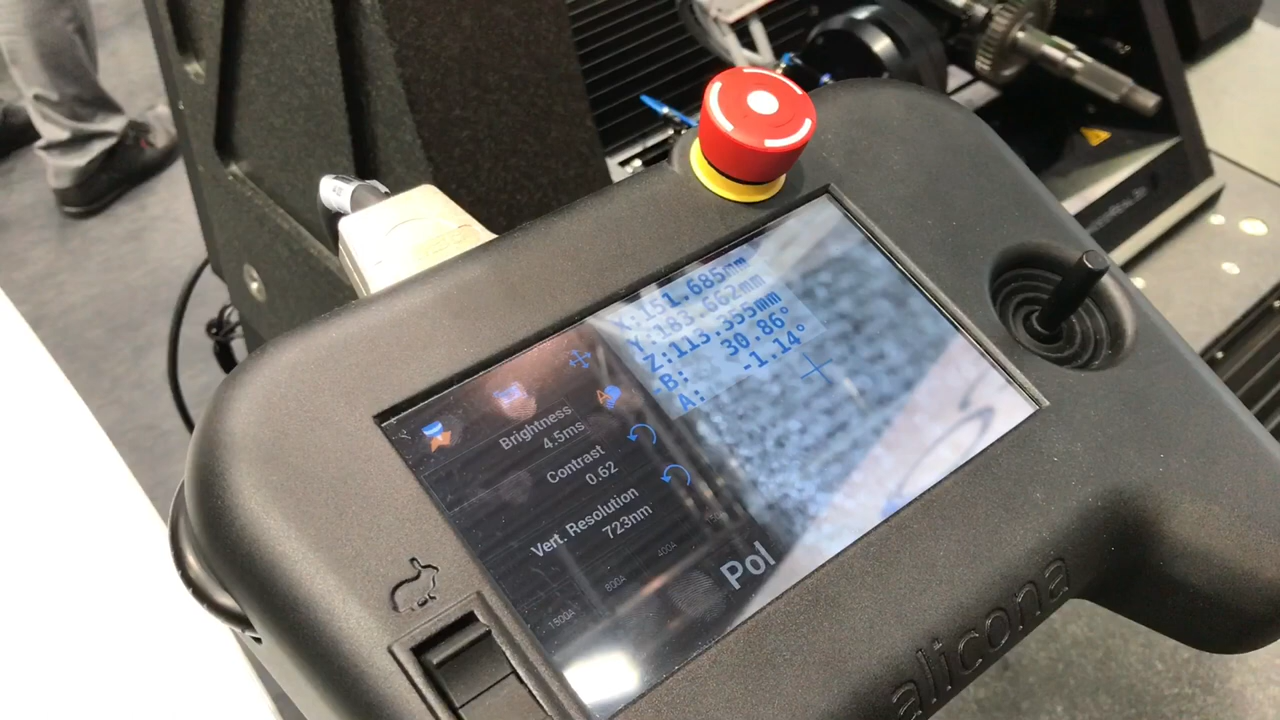 X:151.685mm
Y:183.662mm
Z:113.355mm
-B: 30.86°
A: -1.14°
Brightness
4.5ms
Contrast
0.62
Vert. Resolution
723nm
400A
800A
1500A
Pol
alicona